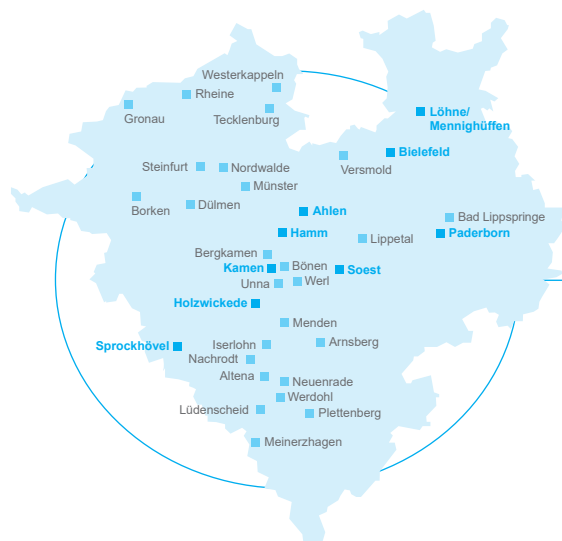 Westerkappeln
Rheine
Gronau
Tecklenburg
Löhne/
Mennighüffen
Bielefeld
Steinfurt
Nordwalde
Versmold
Münster
Borken
Dülmen
Ahlen
Bad Lippspringe
Hamm
Lippetal
Paderborn
Bergkamen
Kamen
Bönen
Soest
Unna
Werl
Holzwickede
Menden
Sprockhövel
Iserlohn
Arnsberg
Nachrodt
Altena
Neuenrade
Werdohl
Lüdenscheid
Plettenberg
Meinerzhagen